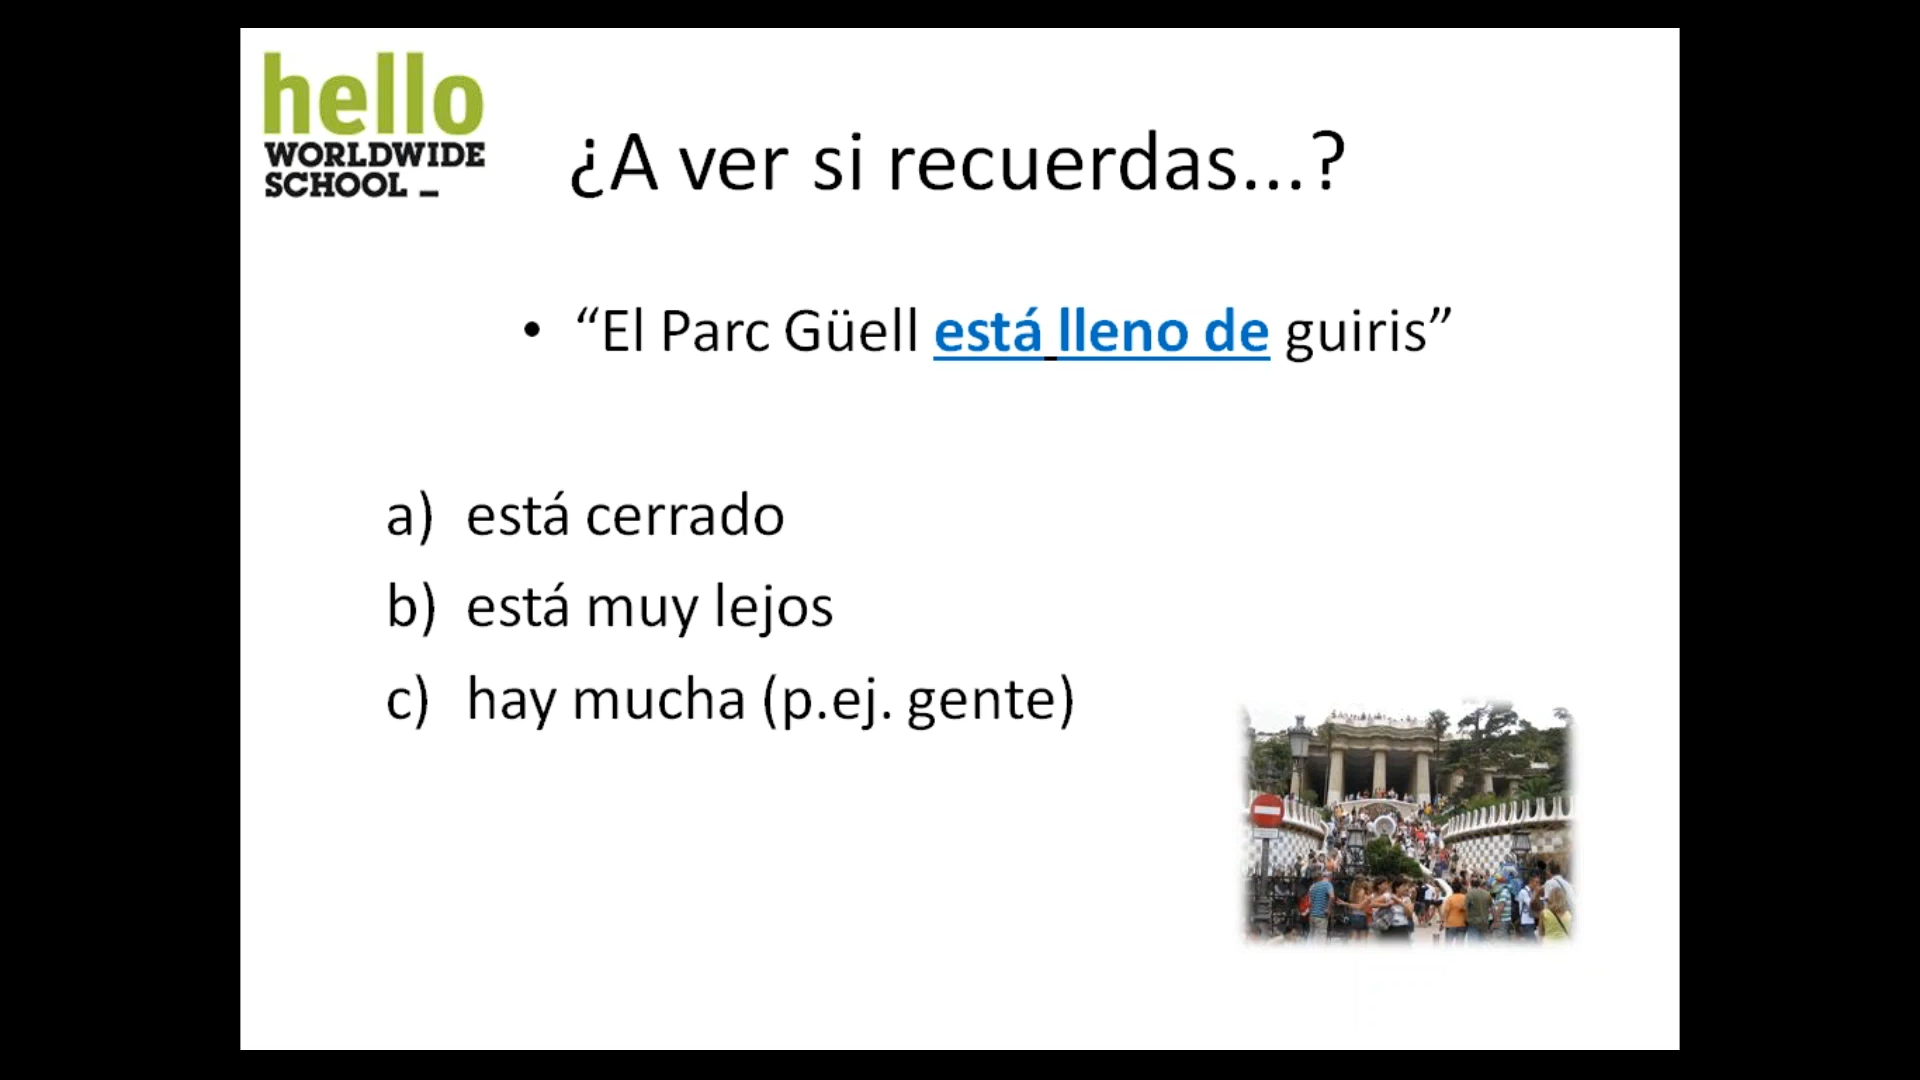 hello
WORLDWIDE
SCHOOL _
¿A ver si recuerdas...?
• “El Parc Güell está lleno de guiris”
a) está cerrado
b) está muy lejos
c) hay mucha (p.ej. gente)